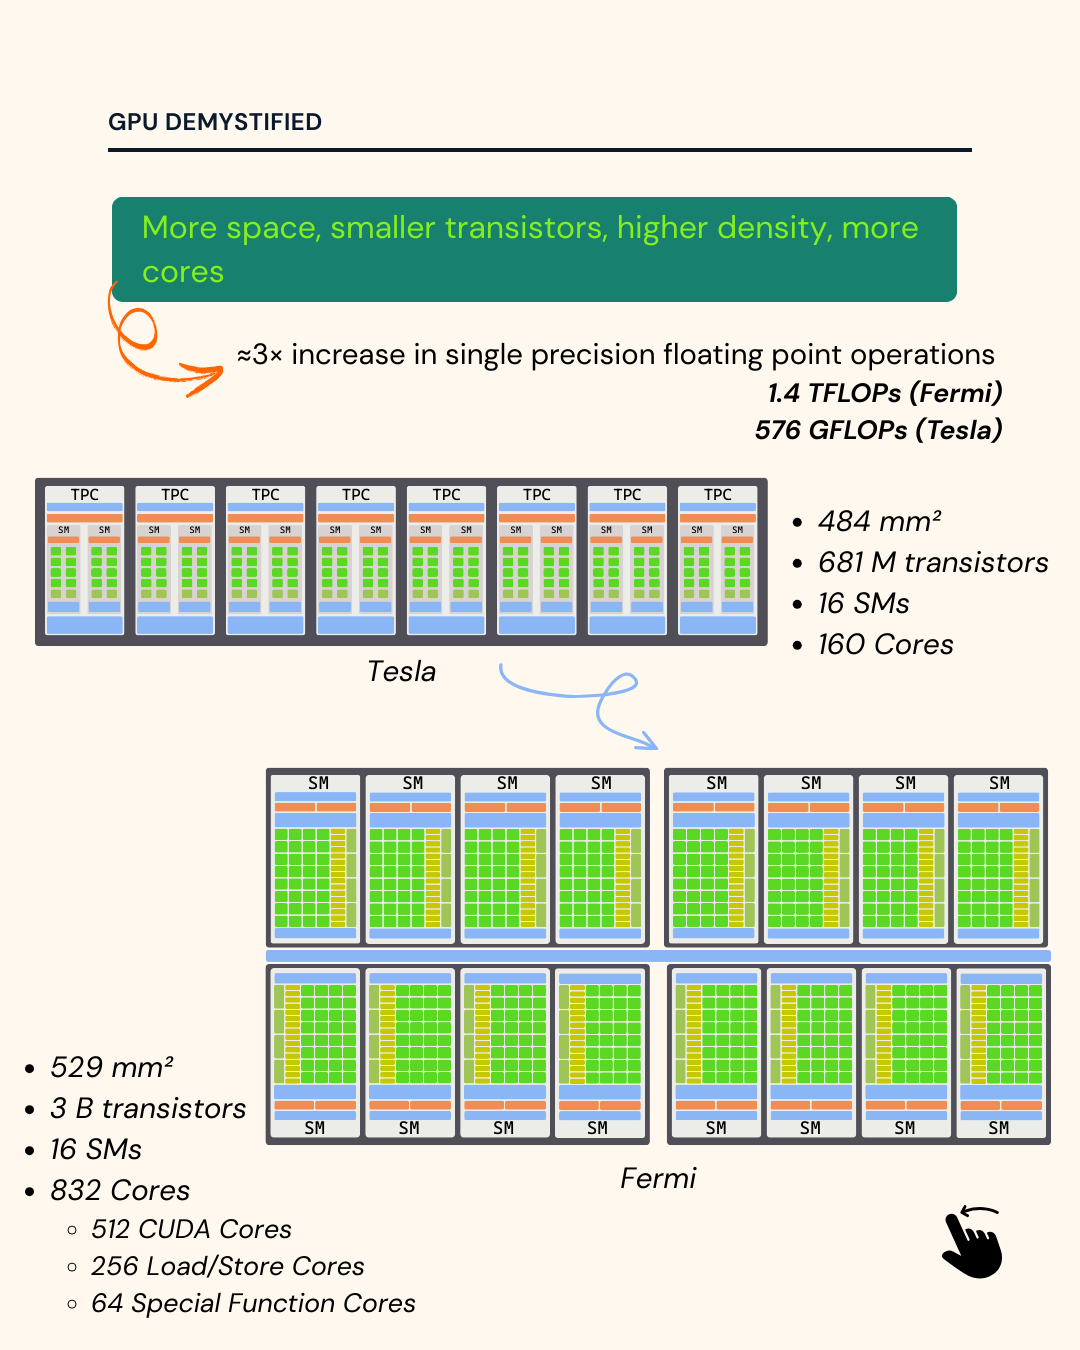 GPU DEMYSTIFIED
More space, smaller transistors, higher density, more
cores
≈3× increase in single precision floating point operations
1.4 TFLOPs (Fermi)
576 GFLOPs (Tesla)
TPC TPC TPC TPC TPC TPC TPC TPC
SM SM SM SM SM SM SM SM SM SM SM SM SM SM SM SM
• 484 mm²
• 681 M transistors
• 16 SMs
• 160 Cores
Tesla
SM SM SM SM SM SM SM SM
SM SM SM SM SM SM SM SM
Fermi
• 529 mm²
• 3 B transistors
• 16 SMs
• 832 Cores
◦ 512 CUDA Cores
◦ 256 Load/Store Cores
◦ 64 Special Function Cores